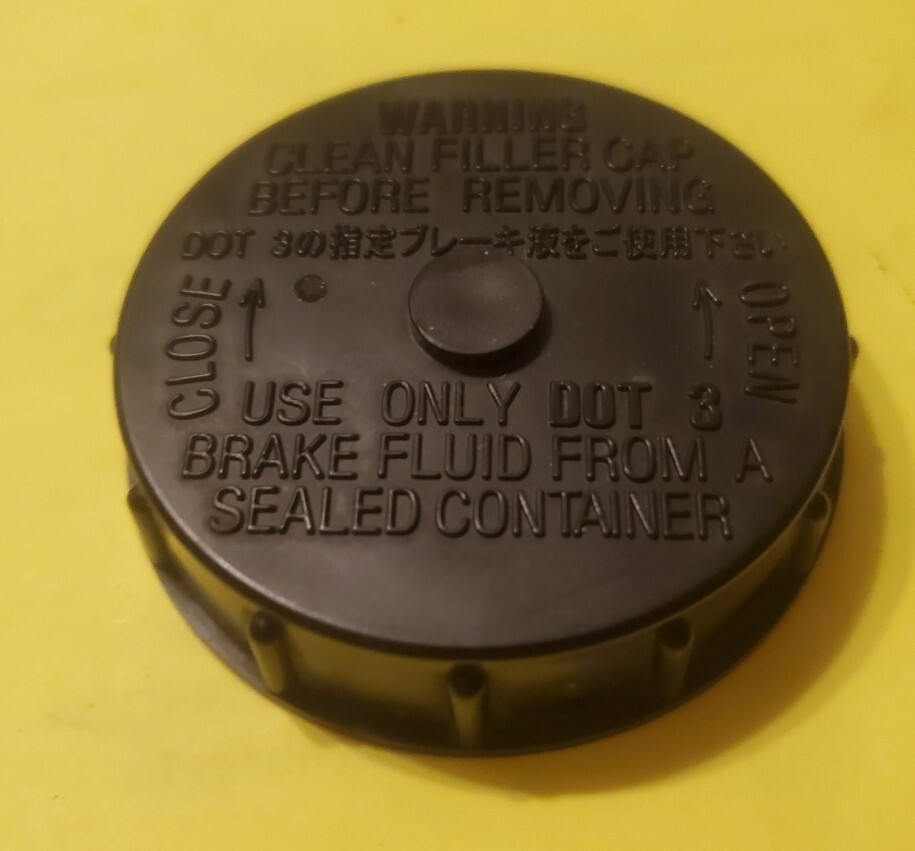 WARNING
CLEAN FILLER CAP
BEFORE REMOVING
DOT 3の指定ブレーキ液をご使用下さい
CLOSE
OPEN
USE ONLY DOT 3
BRAKE FLUID FROM A
SEALED CONTAINER